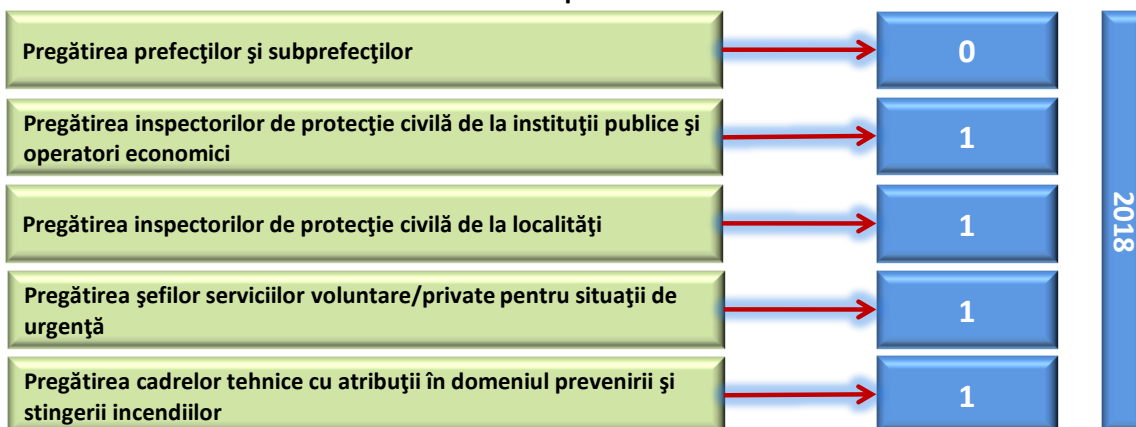 Pregătirea prefecţilor şi subprefecţilor
0
Pregătirea inspectorilor de protecţie civilă de la instituţii publice şi
operatori economici
1
Pregătirea inspectorilor de protecţie civilă de la localităţi
1
Pregătirea şefilor serviciilor voluntare/private pentru situaţii de
urgenţă
1
Pregătirea cadrelor tehnice cu atribuţii în domeniul prevenirii şi
stingerii incendiilor
1
2018